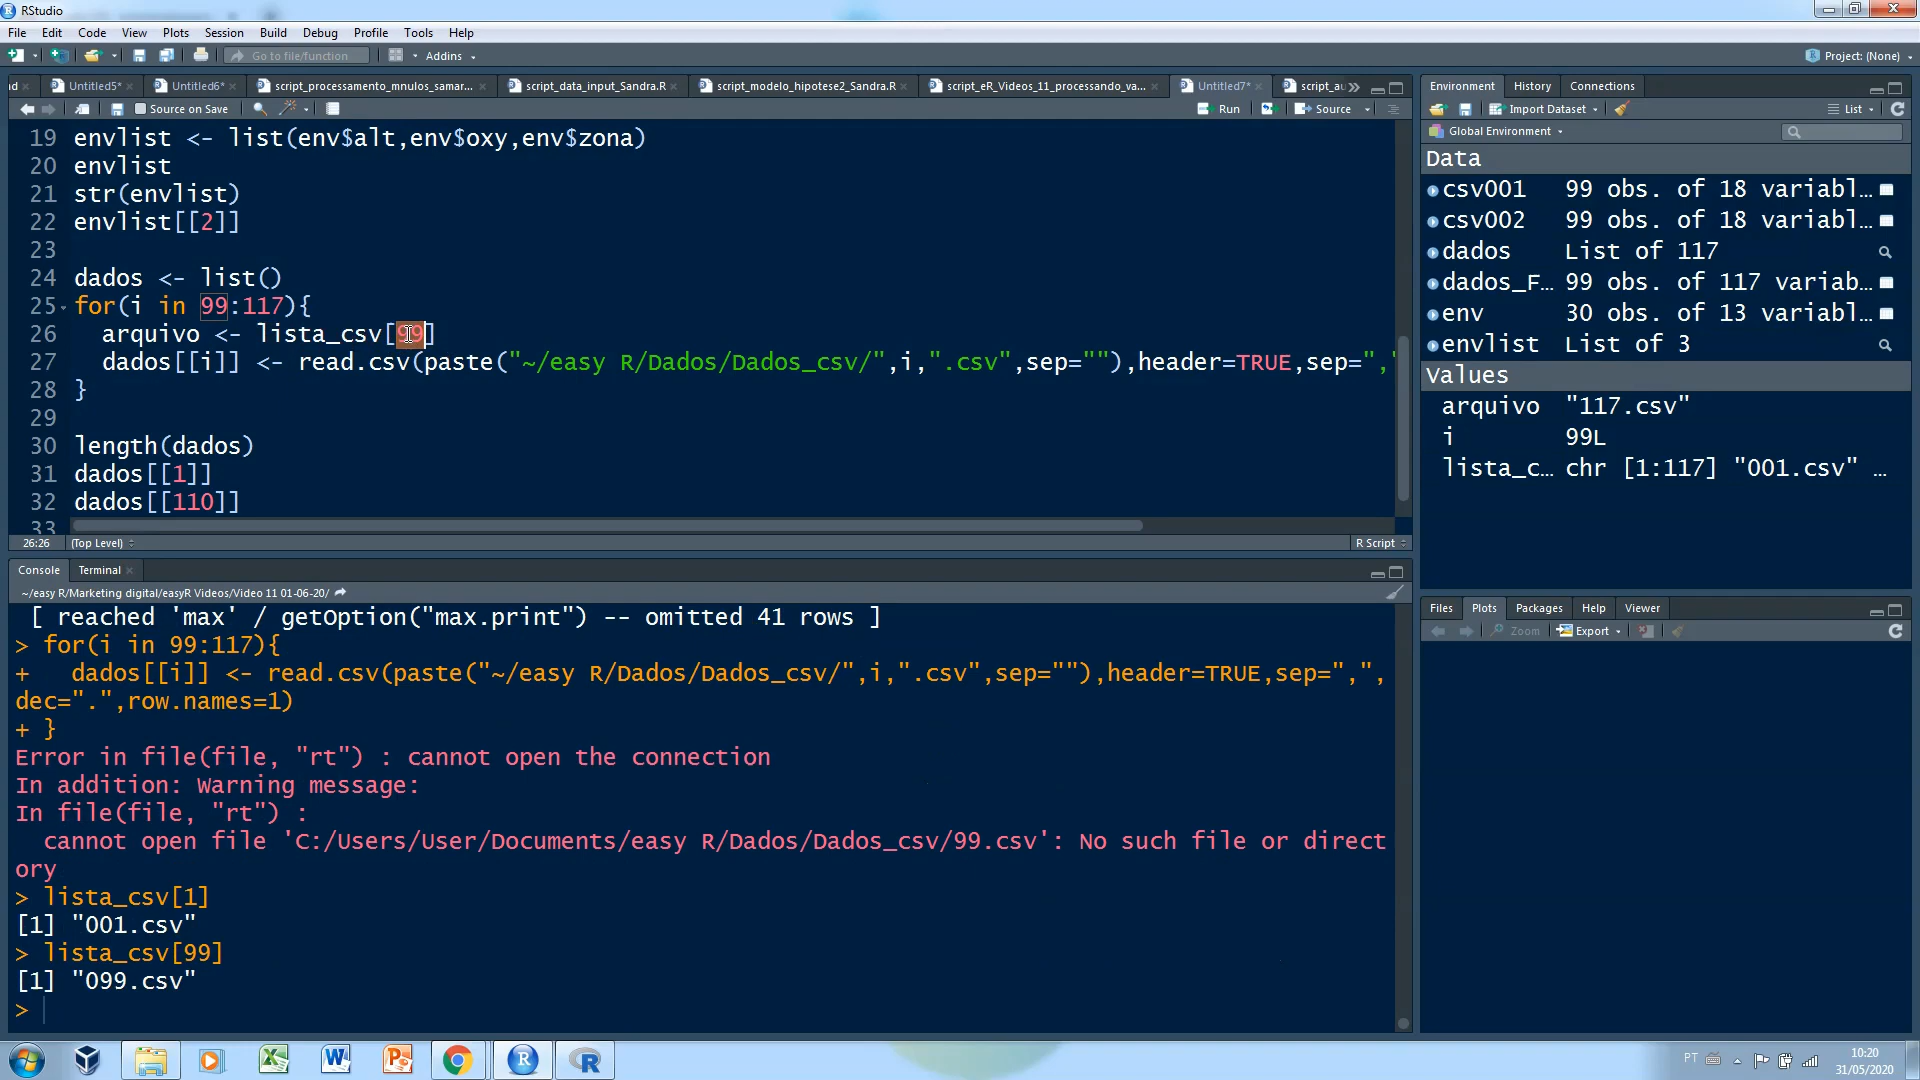 RStudio
File Edit Code View Plots Session Build Debug Profile Tools Help
Go to file/function Addins Project: (None)
nd Untitled5* Untitled6* script_processamento_mnulos_samar... script_data_input_Sandra.R script_modelo_hipotese2_Sandra.R script_eR_Videos_11_processando_va... Untitled7* script_au
Source on Save Run Source
19 envlist <- list(env$alt,env$oxy,env$zona)
20 envlist
21 str(envlist)
22 envlist[[2]]
23
24 dados <- list()
25 for(i in 99:117){
26 arquivo <- lista_csv[99]
27 dados[[i]] <- read.csv(paste("~/easy R/Dados/Dados_csv/",i,".csv",sep=""),header=TRUE,sep=","
28 }
29
30 length(dados)
31 dados[[1]]
32 dados[[110]]
33
26:26 (Top Level) R Script
Console Terminal
~/easy R/Marketing digital/easyR Videos/Video 11 01-06-20/
[ reached 'max' / getOption("max.print") -- omitted 41 rows ]
> for(i in 99:117){
+ dados[[i]] <- read.csv(paste("~/easy R/Dados/Dados_csv/",i,".csv",sep=""),header=TRUE,sep=",",
dec=".",row.names=1)
+ }
Error in file(file, "rt") : cannot open the connection
In addition: Warning message:
In file(file, "rt") :
cannot open file 'C:/Users/User/Documents/easy R/Dados/Dados_csv/99.csv': No such file or direct
ory
> lista_csv[1]
[1] "001.csv"
> lista_csv[99]
[1] "099.csv"
>
Environment History Connections
Import Dataset List
Global Environment
Data
csv001 99 obs. of 18 variabl...
csv002 99 obs. of 18 variabl...
dados List of 117
dados_F... 99 obs. of 117 variab...
env 30 obs. of 13 variabl...
envlist List of 3
Values
arquivo "117.csv"
i 99L
lista_c... chr [1:117] "001.csv" ...
Files Plots Packages Help Viewer
Zoom Export
PT 10:20
31/05/2020